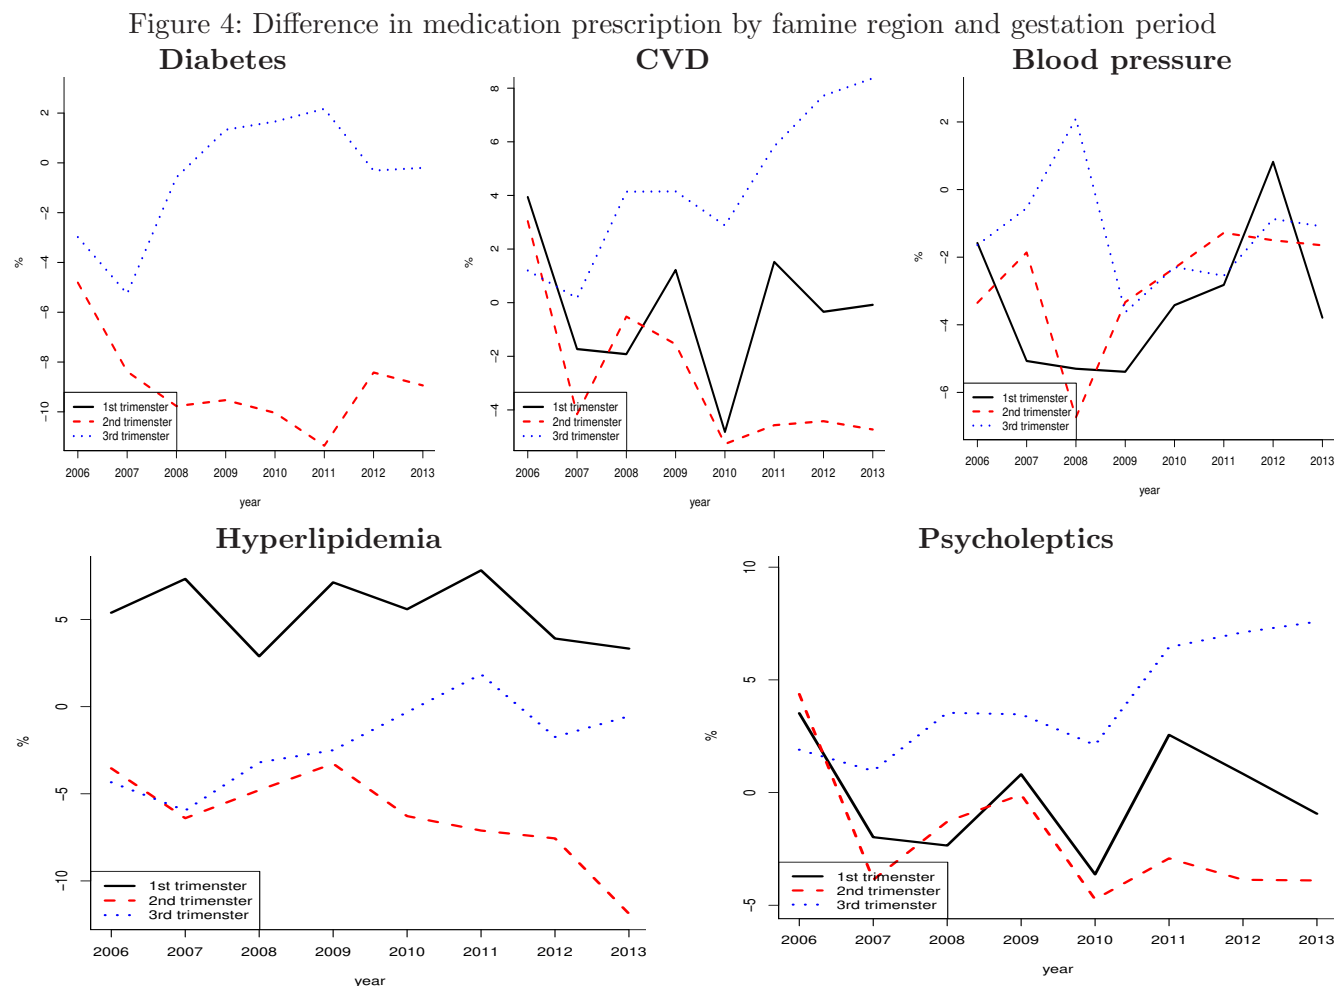 Figure 4: Difference in medication prescription by famine region and gestation period
Diabetes
2
0
−2
−4
−6
−8
−10
%
1st trimenster
2nd trimenster
3rd trimenster
2006 2007 2008 2009 2010 2011 2012 2013
year
CVD
8
6
4
2
0
−2
−4
%
1st trimenster
2nd trimenster
3rd trimenster
2006 2007 2008 2009 2010 2011 2012 2013
year
Blood pressure
2
0
−2
−4
−6
%
1st trimenster
2nd trimenster
3rd trimenster
2006 2007 2008 2009 2010 2011 2012 2013
year
Hyperlipidemia
5
0
−5
−10
%
1st trimenster
2nd trimenster
3rd trimenster
2006 2007 2008 2009 2010 2011 2012 2013
year
Psycholeptics
10
5
0
−5
%
1st trimenster
2nd trimenster
3rd trimenster
2006 2007 2008 2009 2010 2011 2012 2013
year